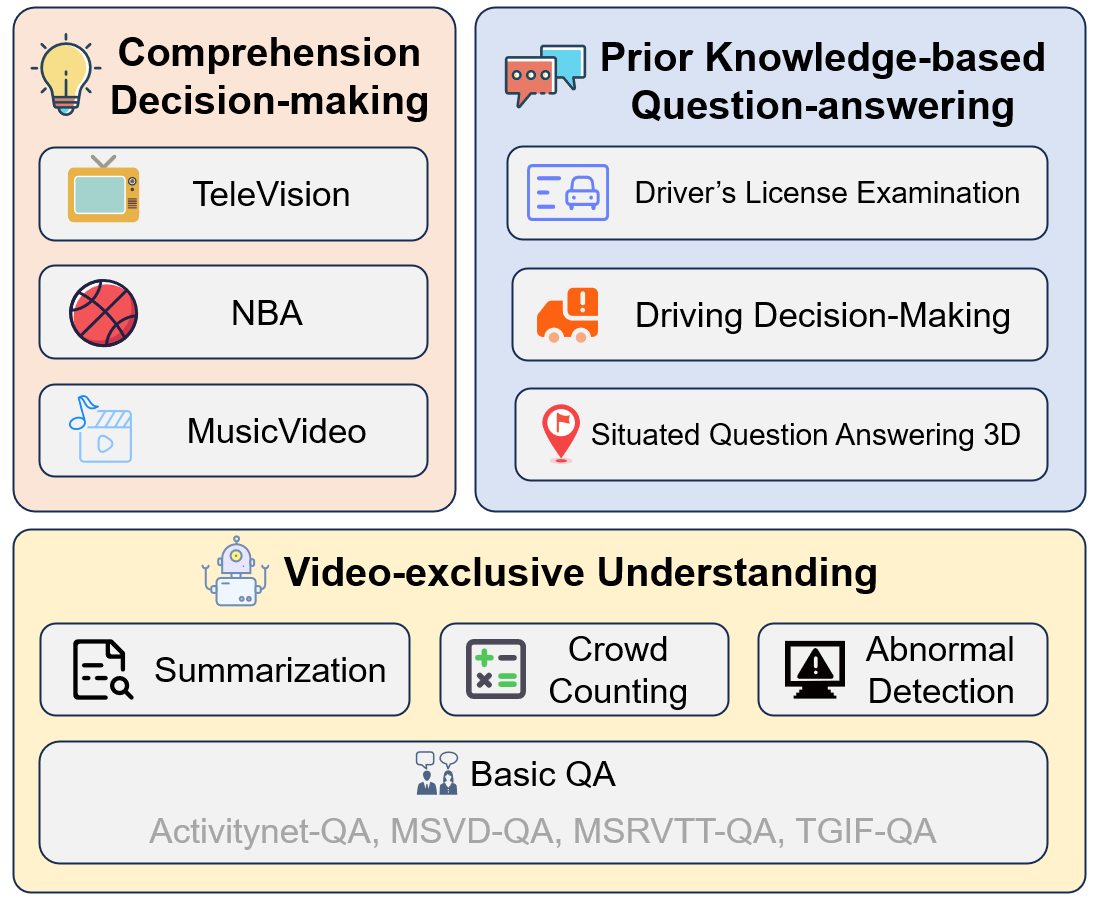 Comprehension
Decision-making
TeleVision
NBA
MusicVideo
Prior Knowledge-based
Question-answering
Driver’s License Examination
Driving Decision-Making
Situated Question Answering 3D
Video-exclusive Understanding
Summarization
Crowd
Counting
Abnormal
Detection
Basic QA
Activitynet-QA, MSVD-QA, MSRVTT-QA, TGIF-QA